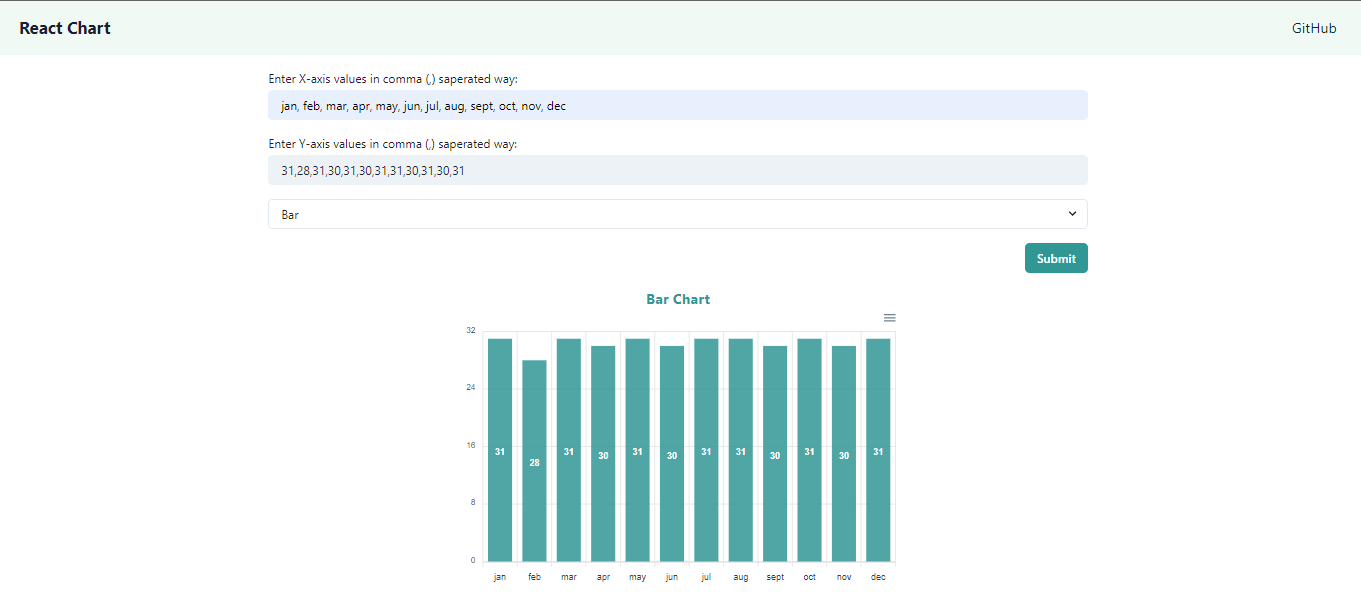 React Chart
GitHub
Enter X-axis values in comma (,) saperated way:
jan, feb, mar, apr, may, jun, jul, aug, sept, oct, nov, dec
Enter Y-axis values in comma (,) saperated way:
31,28,31,30,31,30,31,31,30,31,30,31
Bar
Submit
Bar Chart
32
24
16
8
0
31 28 31 30 31 30 31 31 30 31 30 31
jan feb mar apr may jun jul aug sept oct nov dec